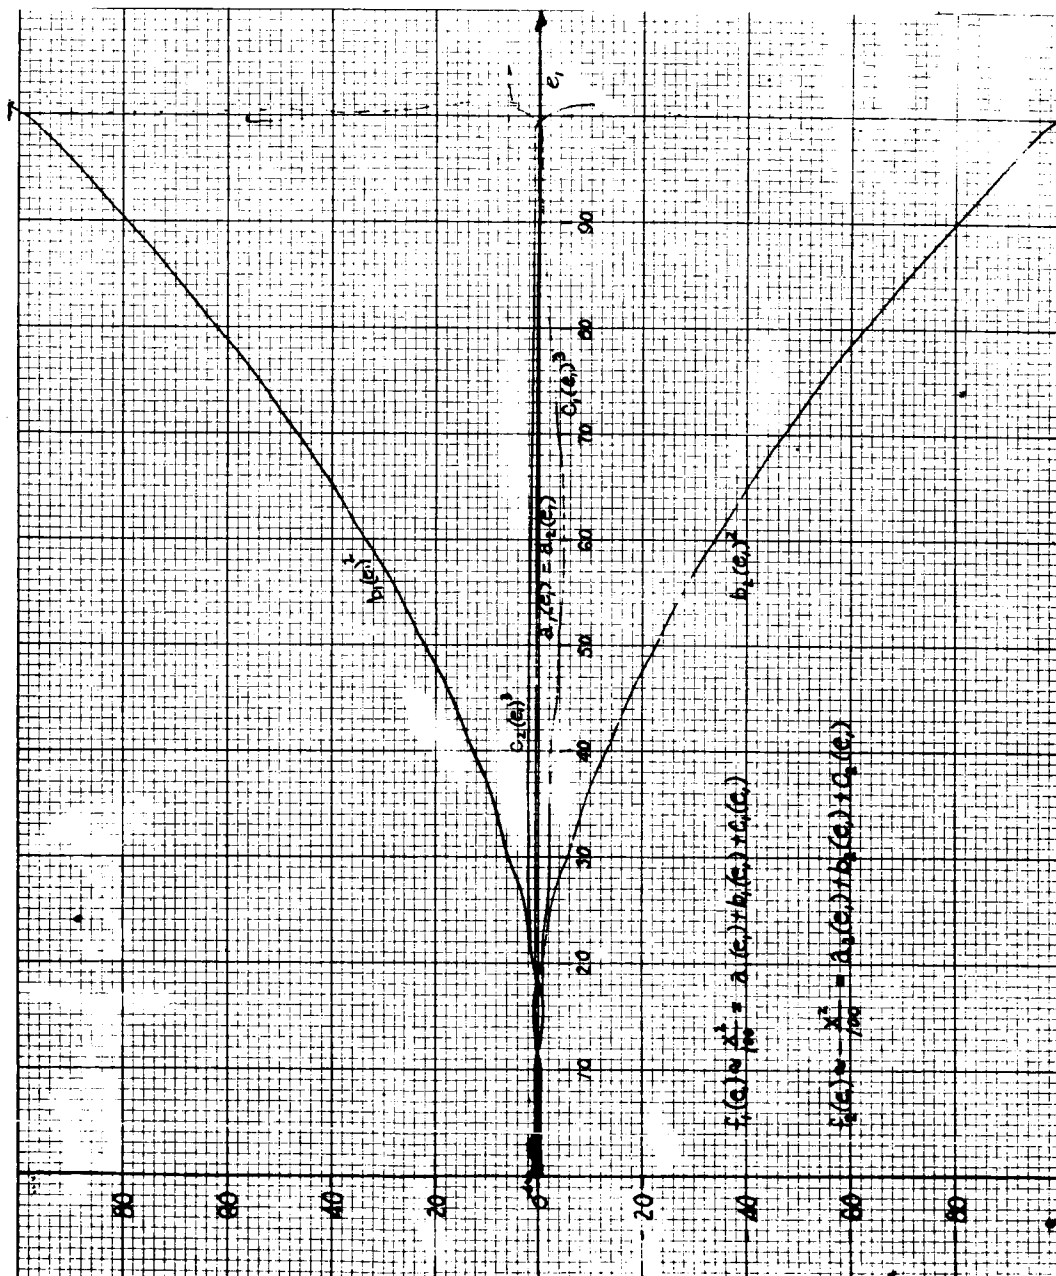 e₁
10
20
30
40
50
60
70
80
90
80
60
40
20
0
-20
-40
-60
-80
b₁(e₁)²
c₂(e₁)³
a₁(e₁) = a₂(e₁)
c₁(e₁)³
b₂(e₁)²
f₁(e₁) ≈ x²/100 = a₁(e₁) + b₁(e₁) + c₁(e₁)
f₂(e₁) ≈ -x²/100 = a₂(e₁) + b₂(e₁) + c₂(e₁)